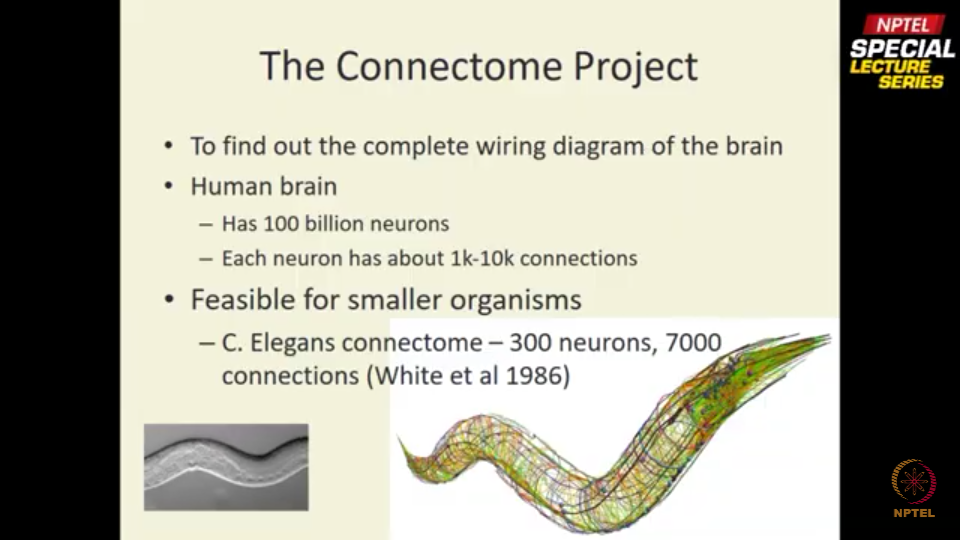 The Connectome Project
• To find out the complete wiring diagram of the brain
• Human brain
– Has 100 billion neurons
– Each neuron has about 1k-10k connections
• Feasible for smaller organisms
– C. Elegans connectome – 300 neurons, 7000
connections (White et al 1986)
NPTEL
SPECIAL
LECTURE
SERIES
NPTEL